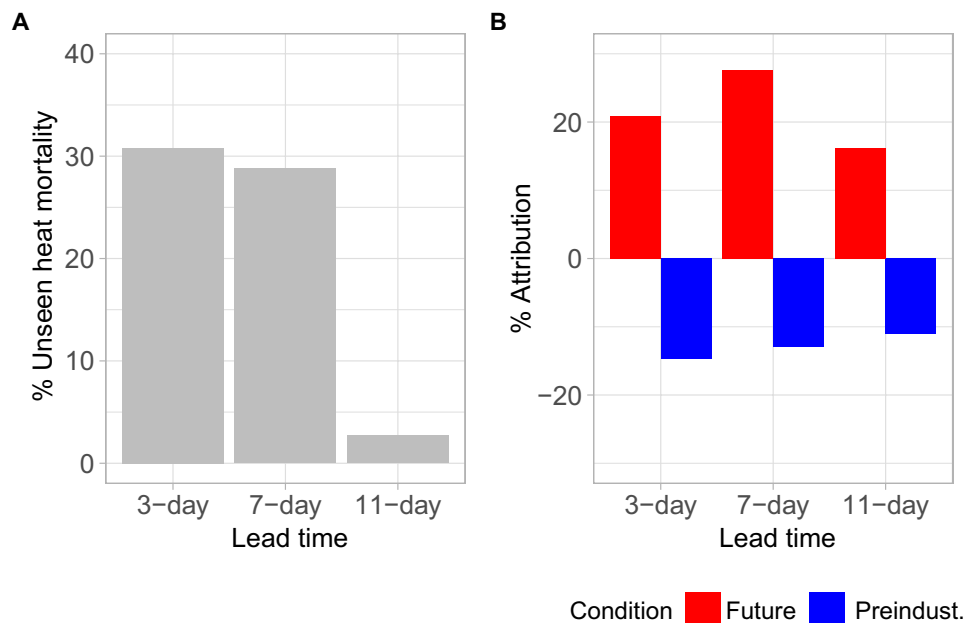 A
% Unseen heat mortality
40
30
20
10
0
3−day 7−day 11−day
Lead time
B
% Attribution
20
0
−20
3−day 7−day 11−day
Lead time
Condition Future Preindust.